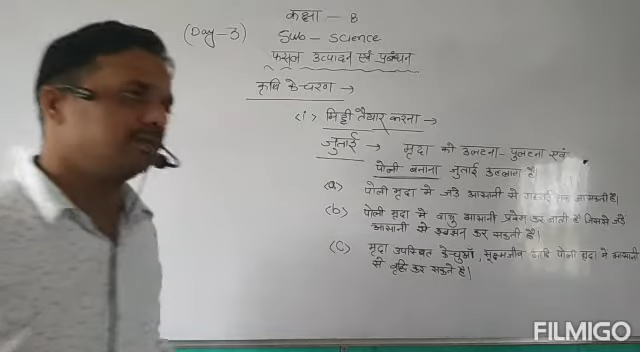 कक्षा - 8
(Day-3) Sub - Science
फसल उत्पादन एवं प्रबंधन
कृषि के चरण →
(i) मिट्टी तैयार करना →
जुताई → मृदा को उलटना - पुलटना एवं
पोली बनाना जुताई कहलाता है
(a) पोली मृदा में जड़े आसानी से गहराई तक जा सकती है।
(b) पोली मृदा में वायु आसानी प्रवेश कर जाती है जिससे जड़े
आसानी से श्वसन कर सकती है।
(C) मृदा उपस्थित केंचुओं, सूक्ष्मजीव आदि पोली मृदा में आसानी
से वृद्धि कर सकते है।
FILMIGO